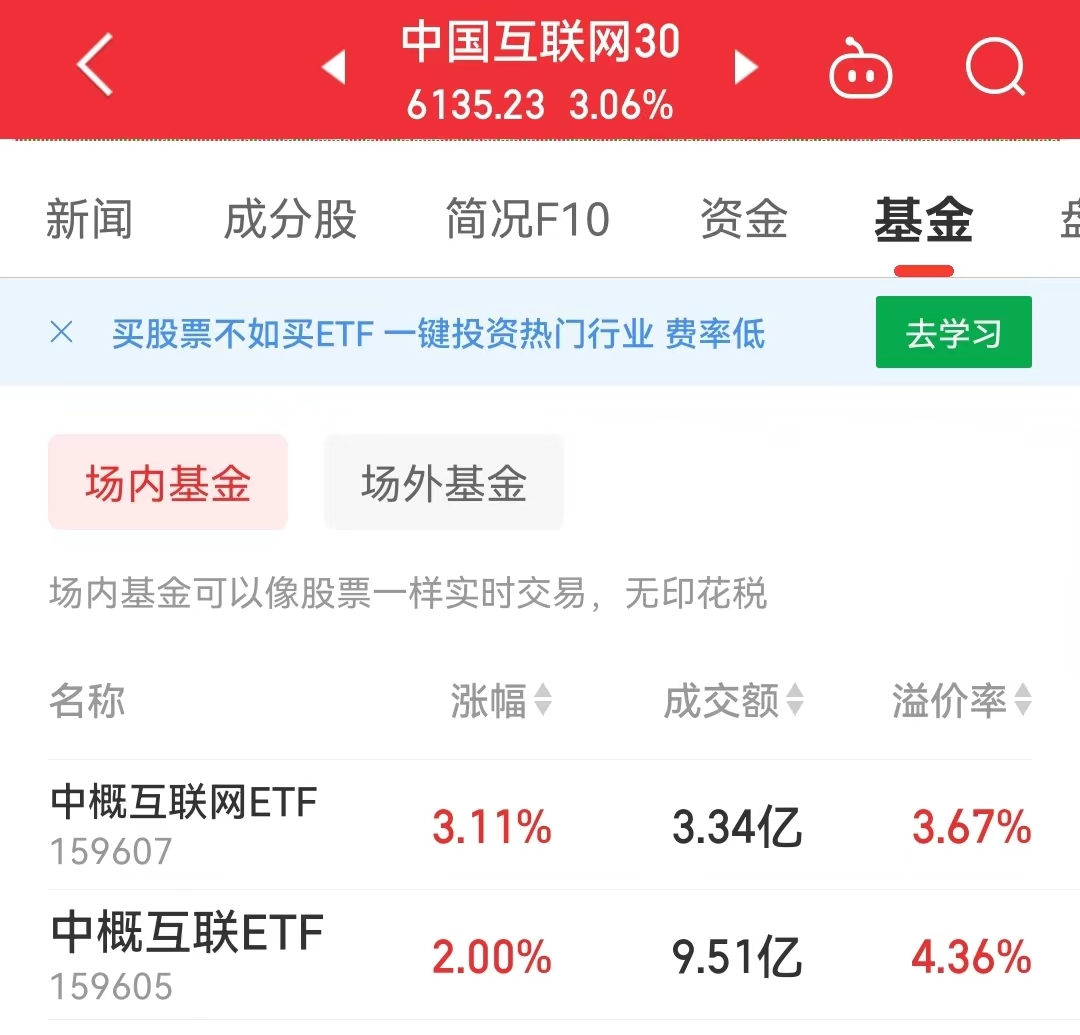 中国互联网30
6135.23 3.06%
新闻 成分股 简况F10 资金 基金
买股票不如买ETF 一键投资热门行业 费率低 去学习
场内基金 场外基金
场内基金可以像股票一样实时交易，无印花税
名称 涨幅 成交额 溢价率
中概互联网ETF
159607 3.11% 3.34亿 3.67%
中概互联ETF
159605 2.00% 9.51亿 4.36%